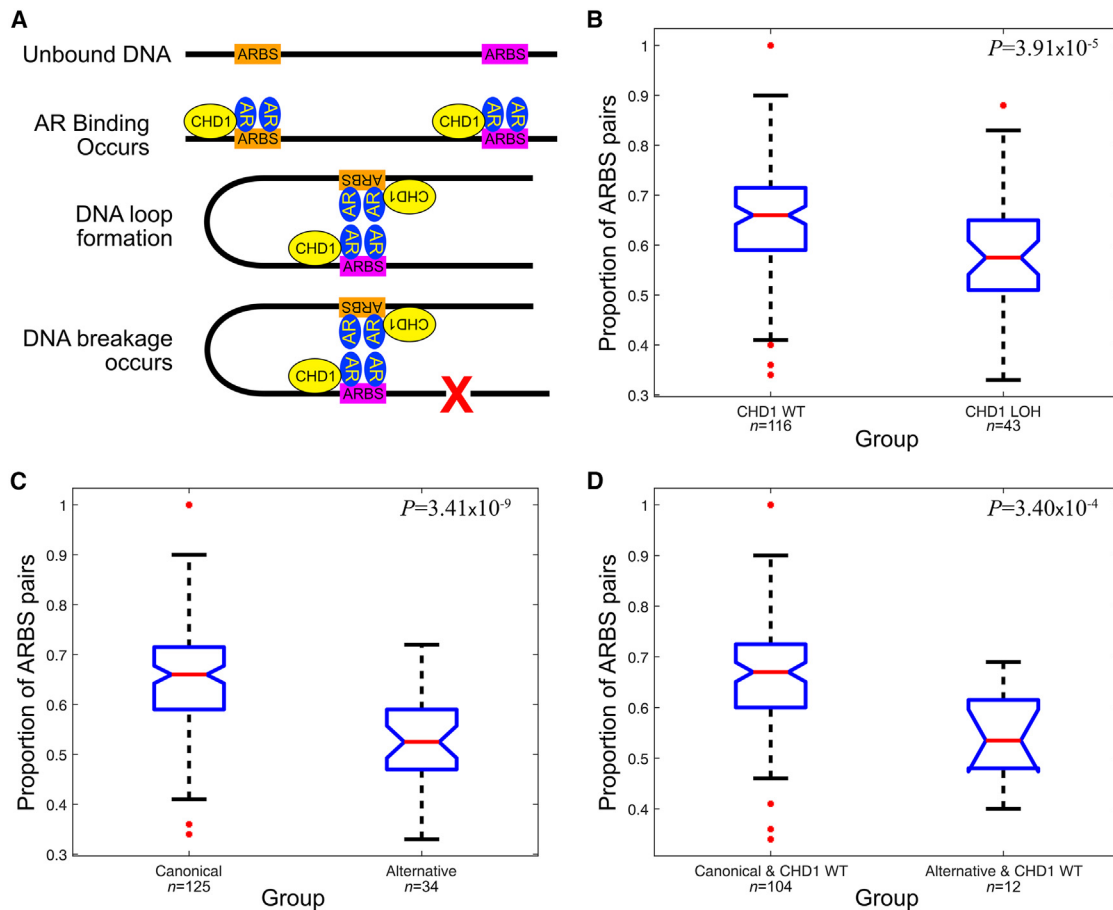 A
Unbound DNA
ARBS
ARBS
AR Binding
Occurs
CHD1
AR
AR
ARBS
CHD1
AR
AR
ARBS
DNA loop
formation
ARBS
AR
AR
CHD1
CHD1
AR
AR
ARBS
DNA breakage
occurs
ARBS
AR
AR
CHD1
CHD1
AR
AR
ARBS
X
B
P=3.91x10⁻⁵
Proportion of ARBS pairs
1
0.9
0.8
0.7
0.6
0.5
0.4
0.3
CHD1 WT
n=116
CHD1 LOH
n=43
Group
C
P=3.41x10⁻⁹
Proportion of ARBS pairs
1
0.9
0.8
0.7
0.6
0.5
0.4
0.3
Canonical
n=125
Alternative
n=34
Group
D
P=3.40x10⁻⁴
Proportion of ARBS pairs
1
0.9
0.8
0.7
0.6
0.5
0.4
Canonical & CHD1 WT
n=104
Alternative & CHD1 WT
n=12
Group